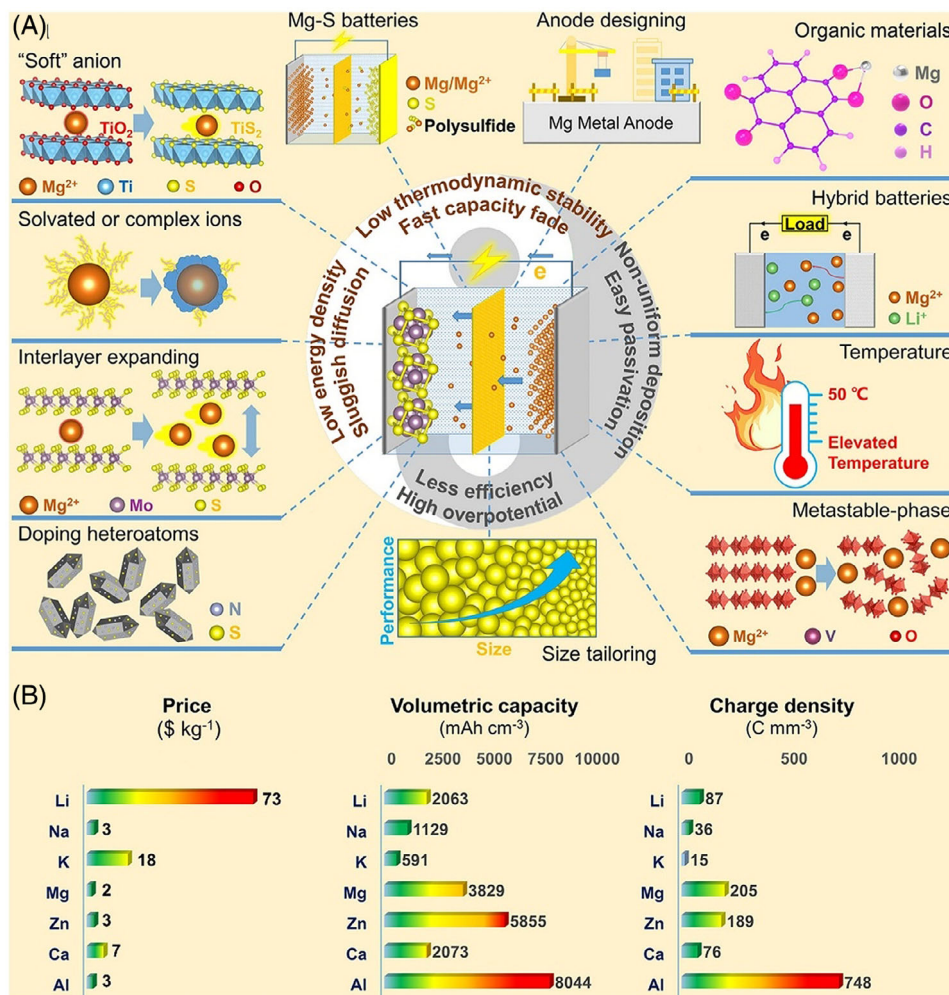 (A)
"Soft" anion
TiO2
TiS2
Mg2+ Ti S O
Solvated or complex ions
Interlayer expanding
Mg2+ Mo S
Doping heteroatoms
N
S
Mg-S batteries
Mg/Mg2+
S
Polysulfide
Anode designing
Mg Metal Anode
Organic materials
Mg
O
C
H
Hybrid batteries
Load
e e
Mg2+
Li+
Temperature
50 ℃
Elevated
Temperature
Metastable-phase
Mg2+ V O
Low thermodynamic stability
Fast capacity fade
Low energy density
Sluggish diffusion
Non-uniform deposition
Easy passivation
e
Less efficiency
High overpotential
Performance
Size
Size tailoring
(B)
Price
($ kg-1)
Li 73
Na 3
K 18
Mg 2
Zn 3
Ca 7
Al 3
Volumetric capacity
(mAh cm-3)
0 2500 5000 7500 10000
Li 2063
Na 1129
K 591
Mg 3829
Zn 5855
Ca 2073
Al 8044
Charge density
(C mm-3)
0 500 1000
Li 87
Na 36
K 15
Mg 205
Zn 189
Ca 76
Al 748